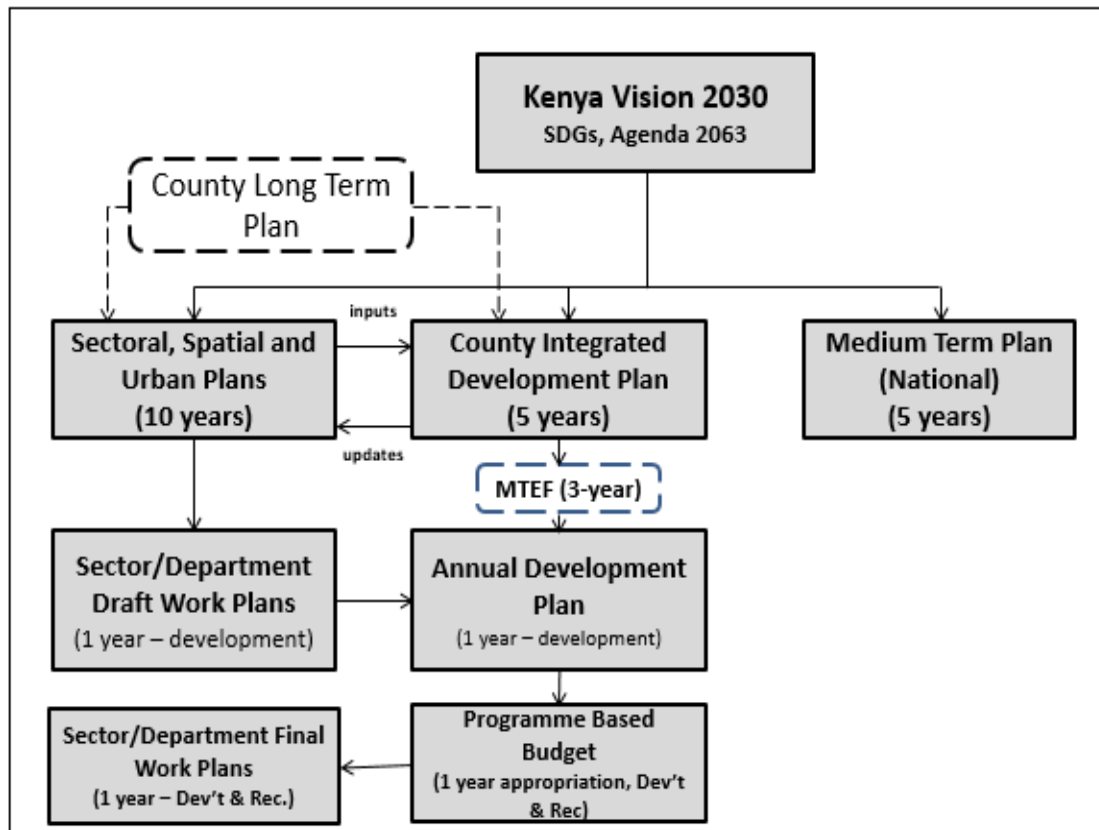 Kenya Vision 2030
SDGs, Agenda 2063
County Long Term
Plan
inputs
Sectoral, Spatial and
Urban Plans
(10 years)
County Integrated
Development Plan
(5 years)
Medium Term Plan
(National)
(5 years)
updates
MTEF (3-year)
Sector/Department
Draft Work Plans
(1 year – development)
Annual Development
Plan
(1 year – development)
Sector/Department Final
Work Plans
(1 year – Dev’t & Rec.)
Programme Based
Budget
(1 year appropriation, Dev’t
& Rec)